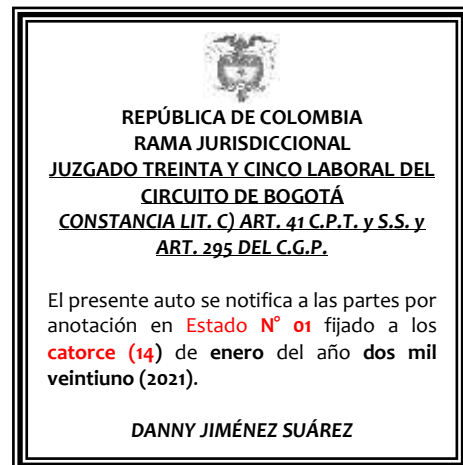 REPÚBLICA DE COLOMBIA
RAMA JURISDICCIONAL
JUZGADO TREINTA Y CINCO LABORAL DEL
CIRCUITO DE BOGOTÁ
CONSTANCIA LIT. C) ART. 41 C.P.T. y S.S. y
ART. 295 DEL C.G.P.
El presente auto se notifica a las partes por
anotación en Estado N° 01 fijado a los
catorce (14) de enero del año dos mil
veintiuno (2021).
DANNY JIMÉNEZ SUÁREZ